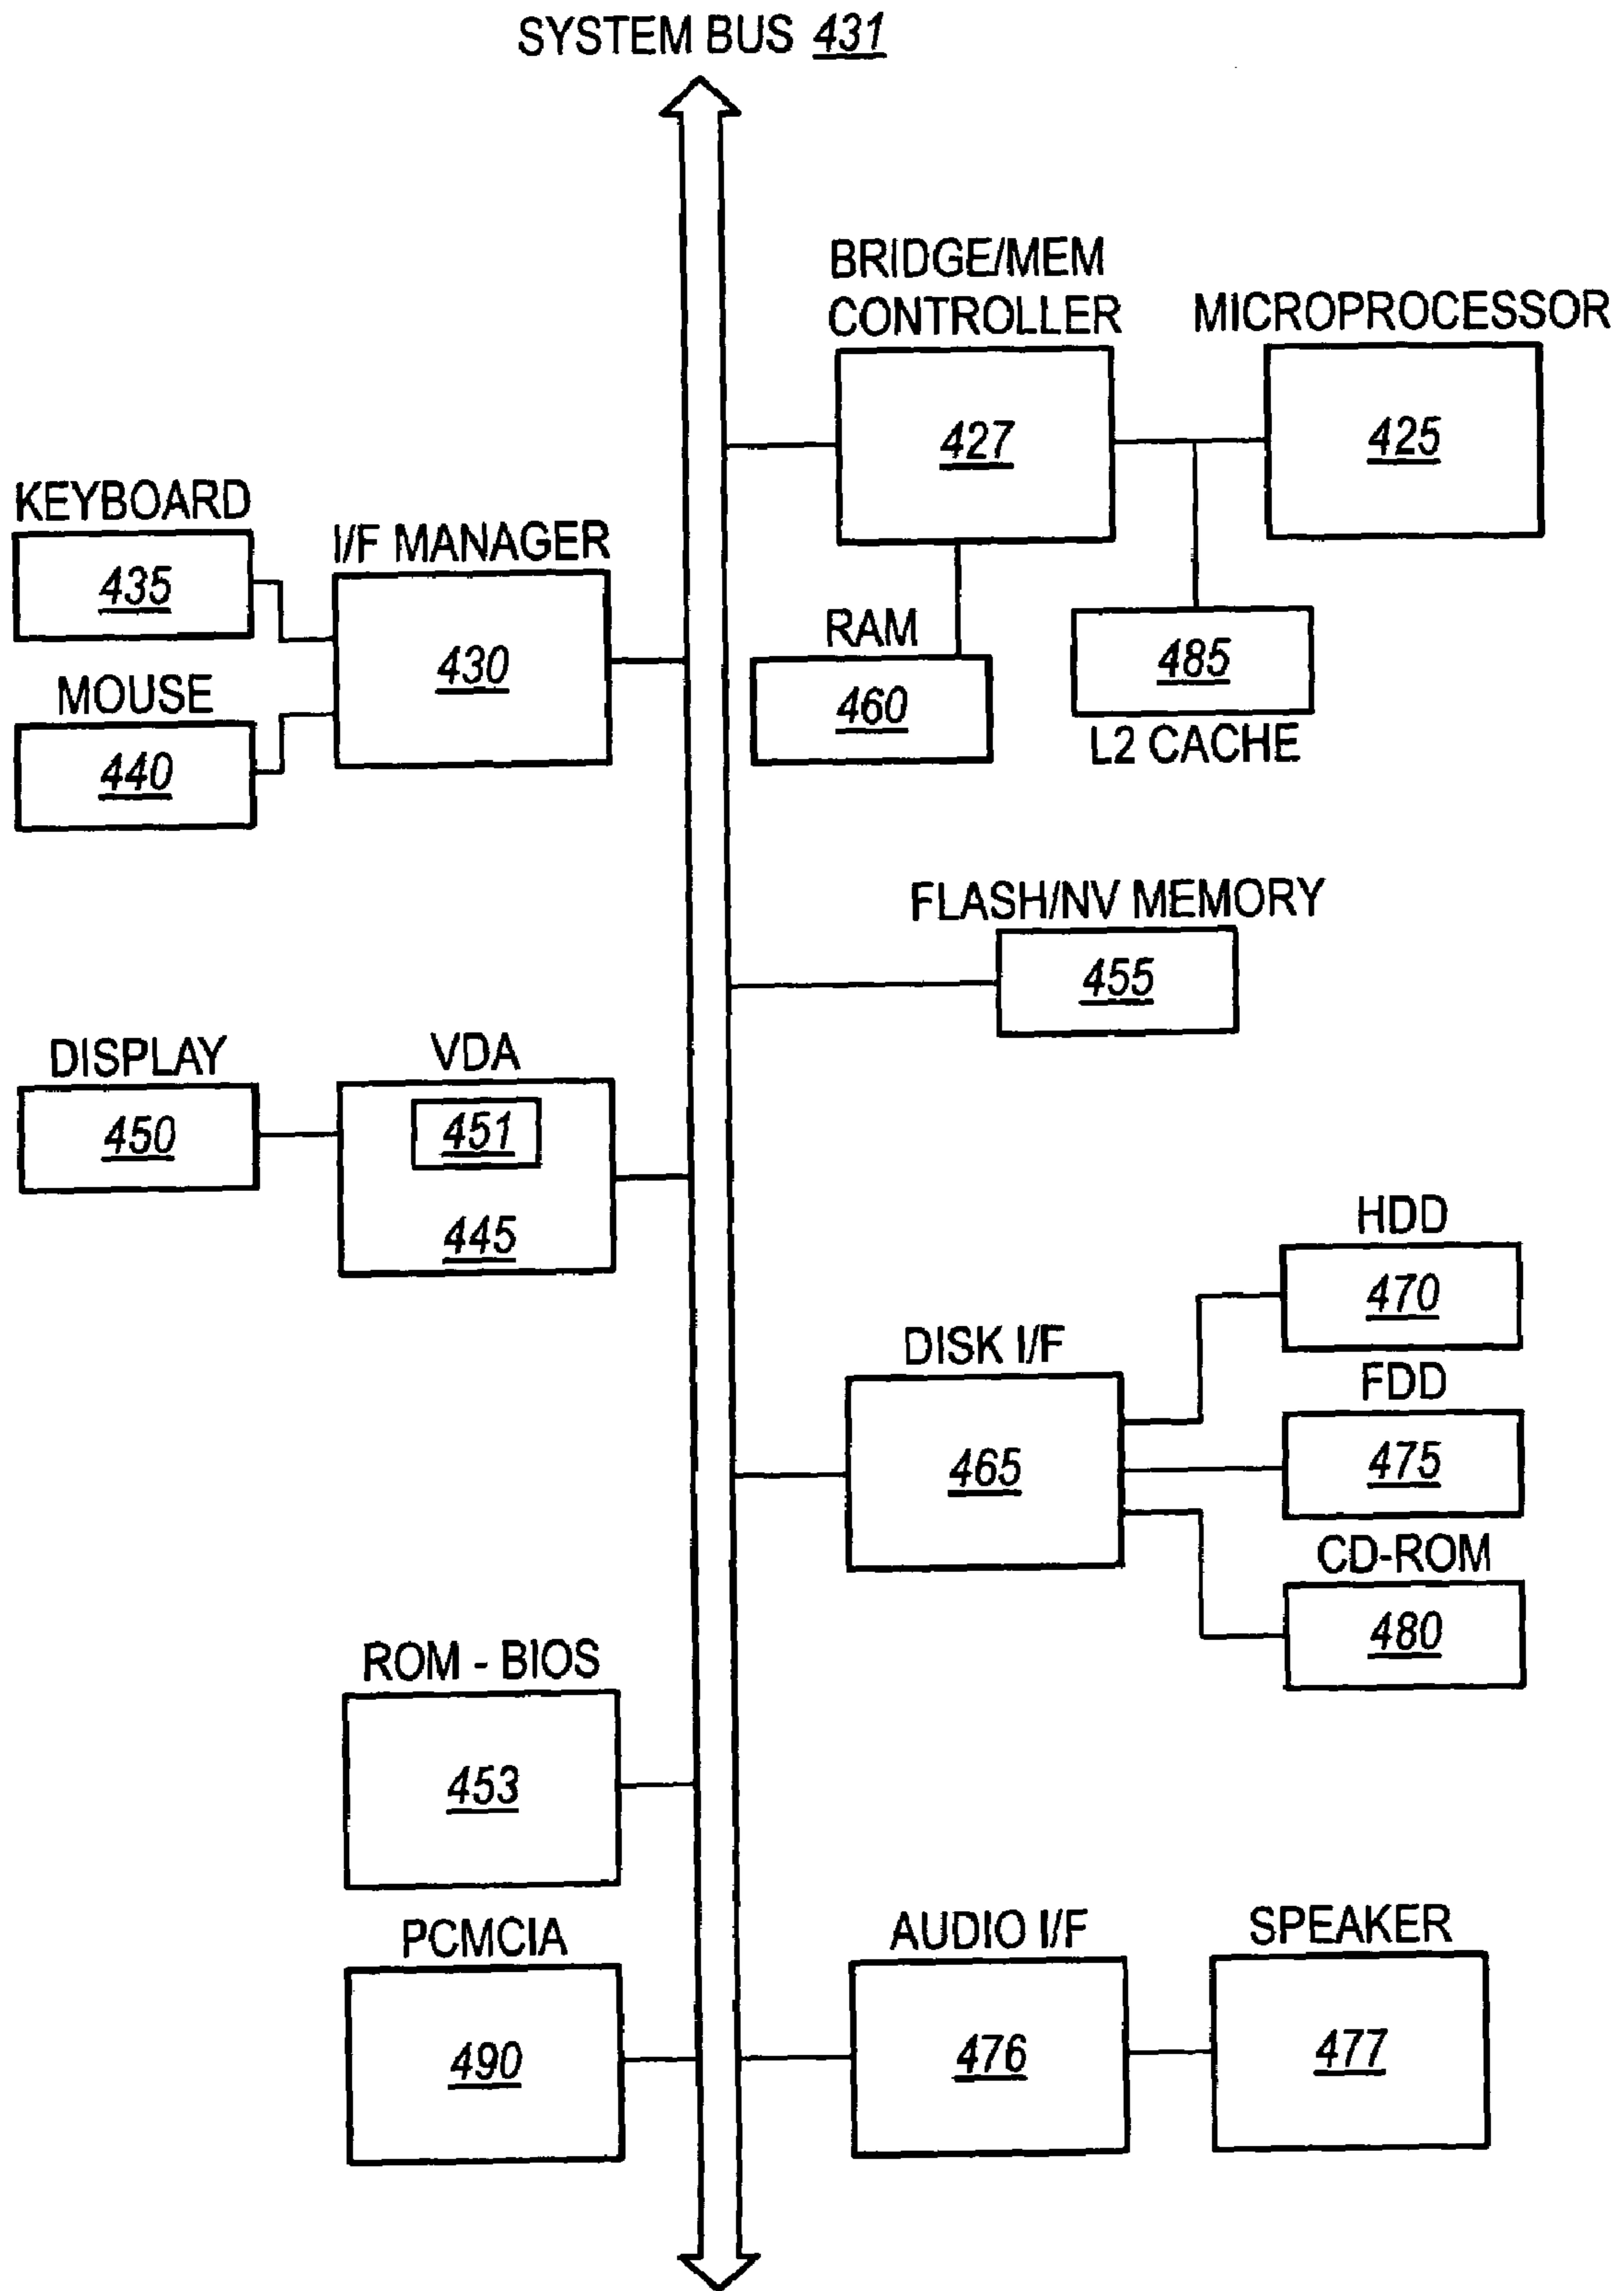 SYSTEM BUS 431
BRIDGE/MEM
CONTROLLER
427
MICROPROCESSOR
425
KEYBOARD
435
I/F MANAGER
430
MOUSE
440
RAM
460
485
L2 CACHE
FLASH/NV MEMORY
455
DISPLAY
450
VDA
451
445
HDD
470
DISK I/F
465
FDD
475
CD-ROM
480
ROM - BIOS
453
PCMCIA
490
AUDIO I/F
476
SPEAKER
477